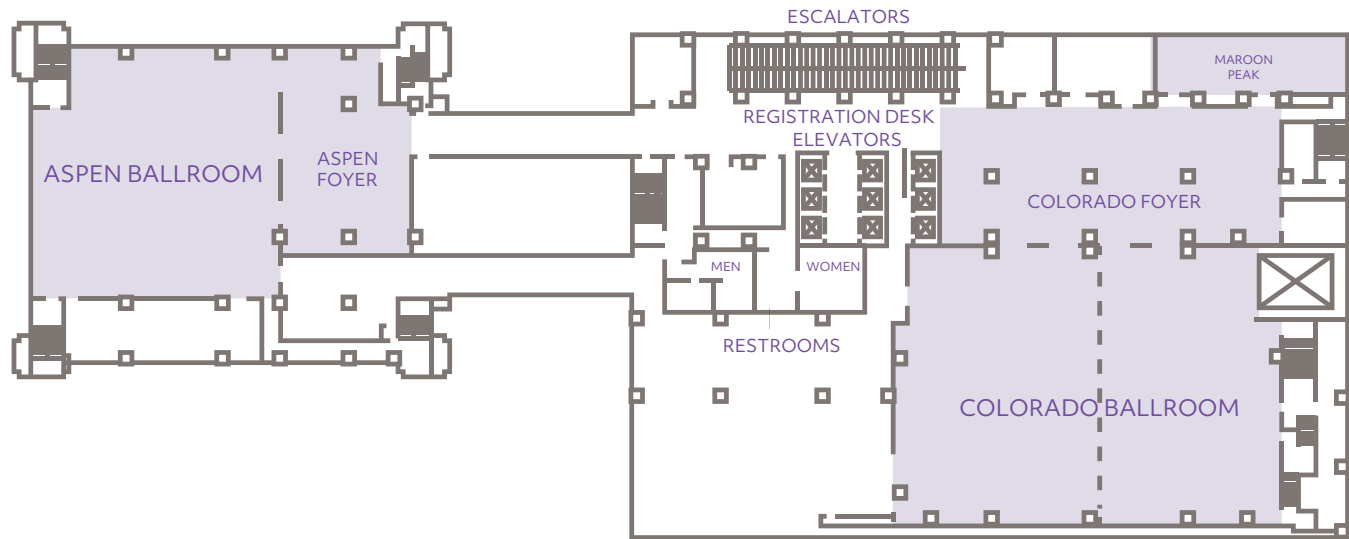 ESCALATORS
MAROON
PEAK
REGISTRATION DESK
ELEVATORS
ASPEN BALLROOM
ASPEN
FOYER
COLORADO FOYER
MEN
WOMEN
RESTROOMS
COLORADO BALLROOM